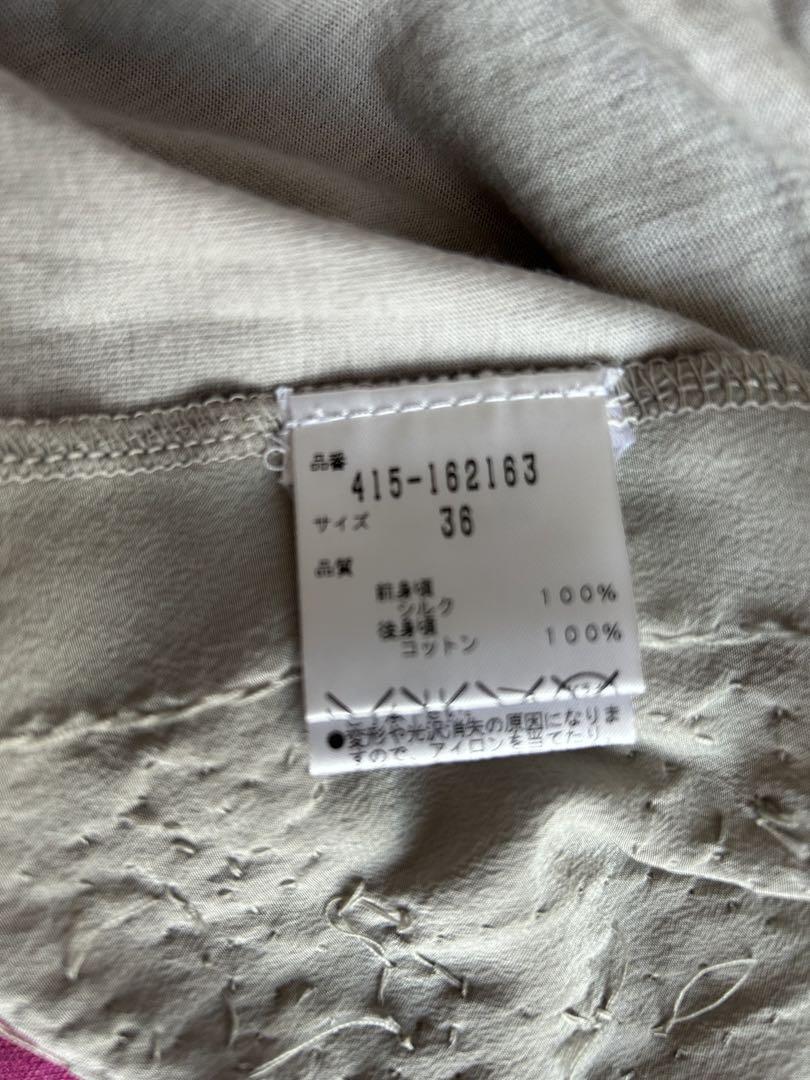 品番
415-162163
サイズ 36
品質
前身頃
シルク 100%
後身頃
コットン 100%
●変形や光沢消失の原因になりま
すので、アイロンを当てたり、